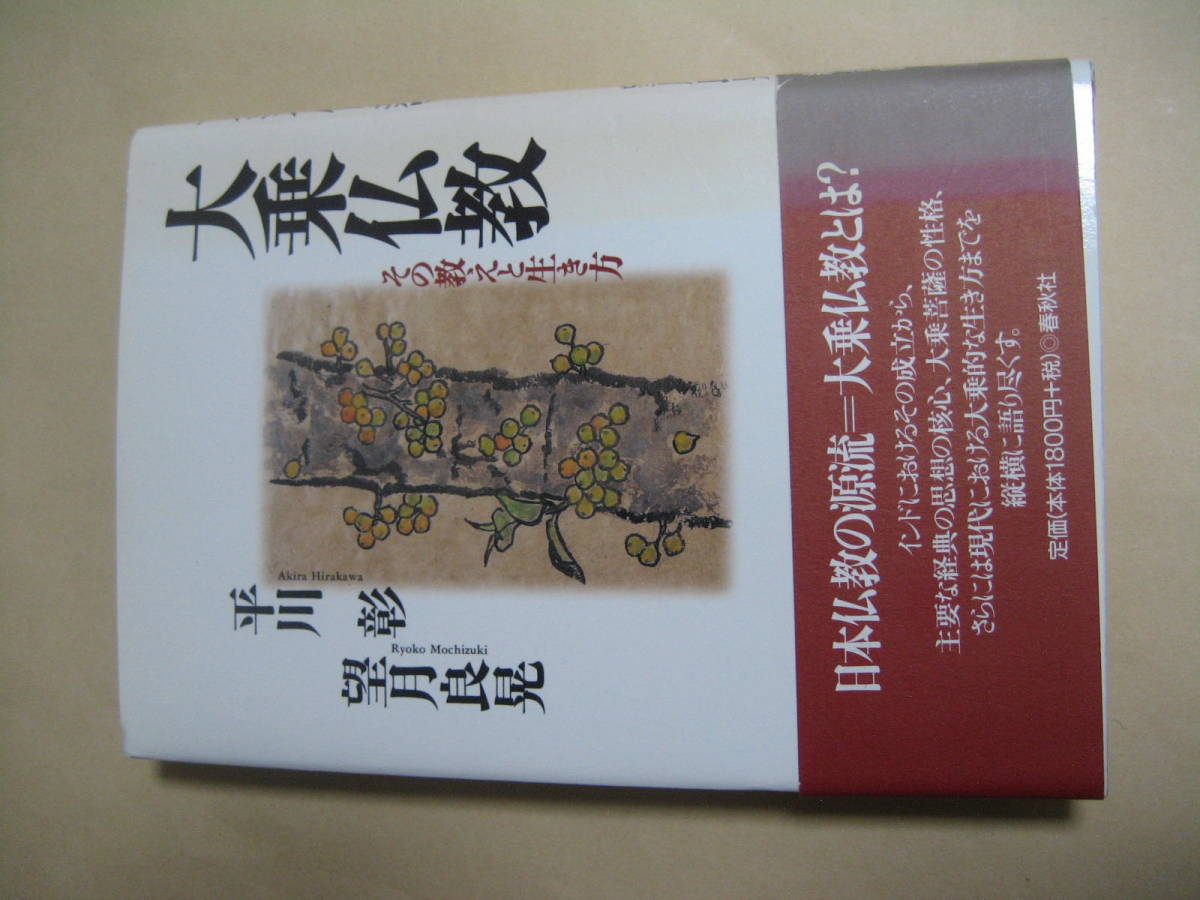 大乗仏教
その教えと生き方
Akira Hirakawa
平川 彰
Ryoko Mochizuki
望月良晃
日本仏教の源流＝大乗仏教とは?
インドにおけるその成立から、
主要な経典の思想の核心、大乗菩薩の性格、
さらには現代における大乗的な生き方までを
縦横に語り尽くす。
定価(本体1800円+税)◎春秋社